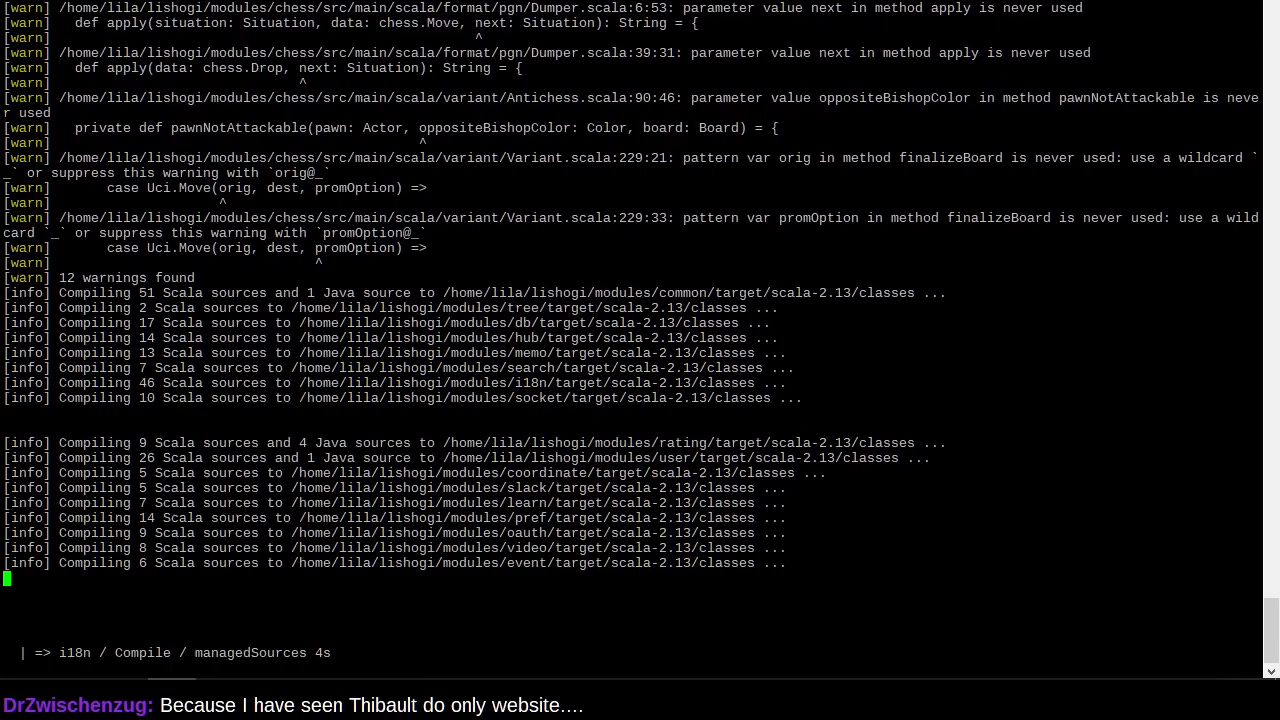 [warn] /home/lila/lishogi/modules/chess/src/main/scala/format/pgn/Dumper.scala:6:53: parameter value next in method apply is never used
[warn]   def apply(situation: Situation, data: chess.Move, next: Situation): String = {
[warn]                                                     ^
[warn] /home/lila/lishogi/modules/chess/src/main/scala/format/pgn/Dumper.scala:39:31: parameter value next in method apply is never used
[warn]   def apply(data: chess.Drop, next: Situation): String = {
[warn]                               ^
[warn] /home/lila/lishogi/modules/chess/src/main/scala/variant/Antichess.scala:90:46: parameter value oppositeBishopColor in method pawnNotAttackable is neve
r used
[warn]   private def pawnNotAttackable(pawn: Actor, oppositeBishopColor: Color, board: Board) = {
[warn]                                              ^
[warn] /home/lila/lishogi/modules/chess/src/main/scala/variant/Variant.scala:229:21: pattern var orig in method finalizeBoard is never used: use a wildcard `
_` or suppress this warning with `orig@_`
[warn]       case Uci.Move(orig, dest, promOption) =>
[warn]                     ^
[warn] /home/lila/lishogi/modules/chess/src/main/scala/variant/Variant.scala:229:33: pattern var promOption in method finalizeBoard is never used: use a wild
card `_` or suppress this warning with `promOption@_`
[warn]       case Uci.Move(orig, dest, promOption) =>
[warn]                                 ^
[warn] 12 warnings found
[info] Compiling 51 Scala sources and 1 Java source to /home/lila/lishogi/modules/common/target/scala-2.13/classes ...
[info] Compiling 2 Scala sources to /home/lila/lishogi/modules/tree/target/scala-2.13/classes ...
[info] Compiling 17 Scala sources to /home/lila/lishogi/modules/db/target/scala-2.13/classes ...
[info] Compiling 14 Scala sources to /home/lila/lishogi/modules/hub/target/scala-2.13/classes ...
[info] Compiling 13 Scala sources to /home/lila/lishogi/modules/memo/target/scala-2.13/classes ...
[info] Compiling 7 Scala sources to /home/lila/lishogi/modules/search/target/scala-2.13/classes ...
[info] Compiling 46 Scala sources to /home/lila/lishogi/modules/i18n/target/scala-2.13/classes ...
[info] Compiling 10 Scala sources to /home/lila/lishogi/modules/socket/target/scala-2.13/classes ...
[info] Compiling 9 Scala sources and 4 Java sources to /home/lila/lishogi/modules/rating/target/scala-2.13/classes ...
[info] Compiling 26 Scala sources and 1 Java source to /home/lila/lishogi/modules/user/target/scala-2.13/classes ...
[info] Compiling 5 Scala sources to /home/lila/lishogi/modules/coordinate/target/scala-2.13/classes ...
[info] Compiling 5 Scala sources to /home/lila/lishogi/modules/slack/target/scala-2.13/classes ...
[info] Compiling 7 Scala sources to /home/lila/lishogi/modules/learn/target/scala-2.13/classes ...
[info] Compiling 14 Scala sources to /home/lila/lishogi/modules/pref/target/scala-2.13/classes ...
[info] Compiling 9 Scala sources to /home/lila/lishogi/modules/oauth/target/scala-2.13/classes ...
[info] Compiling 8 Scala sources to /home/lila/lishogi/modules/video/target/scala-2.13/classes ...
[info] Compiling 6 Scala sources to /home/lila/lishogi/modules/event/target/scala-2.13/classes ...
| => i18n / Compile / managedSources 4s
DrZwischenzug: Because I have seen Thibault do only website....